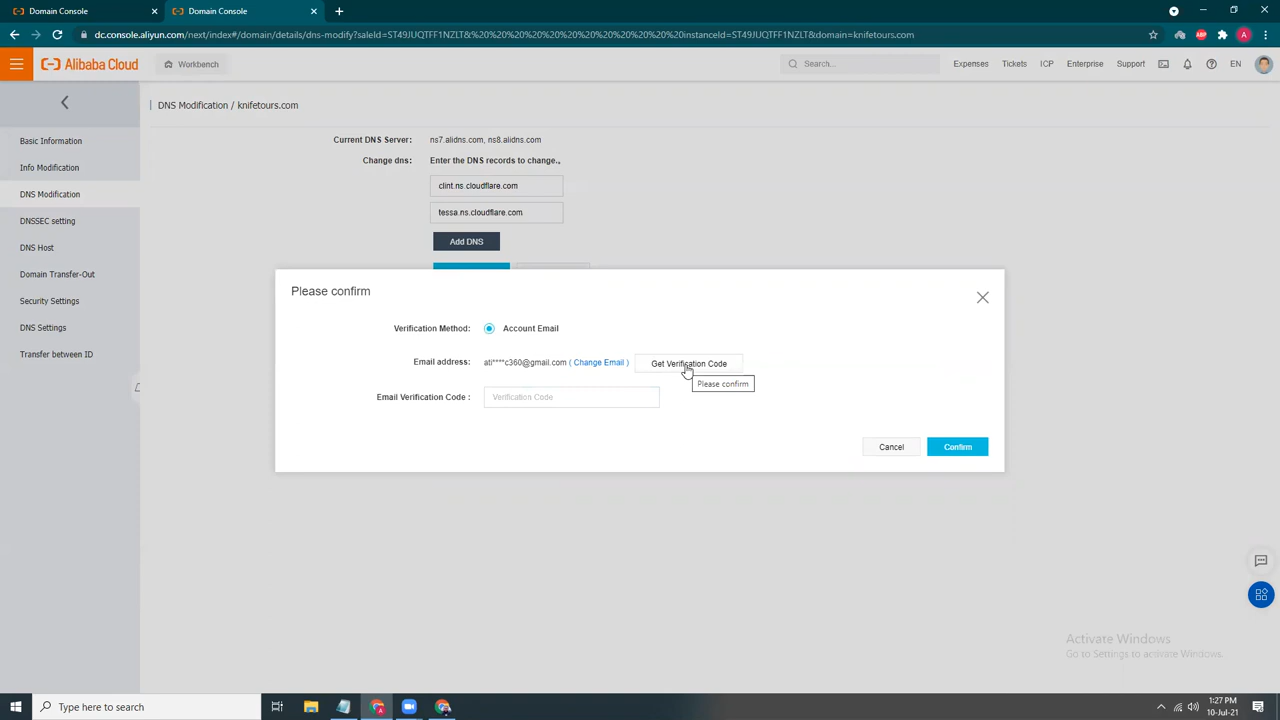 Domain Console
Domain Console
dc.console.aliyun.com/next/index#/domain/details/dns-modify?saleId=ST49JUQTFF1NZLT&%20%20%20%20%20%20%20%20%20%20%20%20%20instanceId=ST49JUQTFF1NZLT&domain=knifetours.com
ABP
A
Alibaba Cloud
Workbench
Search...
Expenses
Tickets
ICP
Enterprise
Support
EN
DNS Modification / knifetours.com
Basic Information
Info Modification
DNS Modification
DNSSEC setting
DNS Host
Domain Transfer-Out
Security Settings
DNS Settings
Transfer between ID
Current DNS Server: ns7.alidns.com, ns8.alidns.com
Change dns: Enter the DNS records to change.。
clint.ns.cloudflare.com
tessa.ns.cloudflare.com
Add DNS
Please confirm
Verification Method: Account Email
Email address: ati****c360@gmail.com ( Change Email ) Get Verification Code
Please confirm
Email Verification Code : Verification Code
Cancel
Confirm
Activate Windows
Go to Settings to activate Windows.
Type here to search
1:27 PM
10-Jul-21